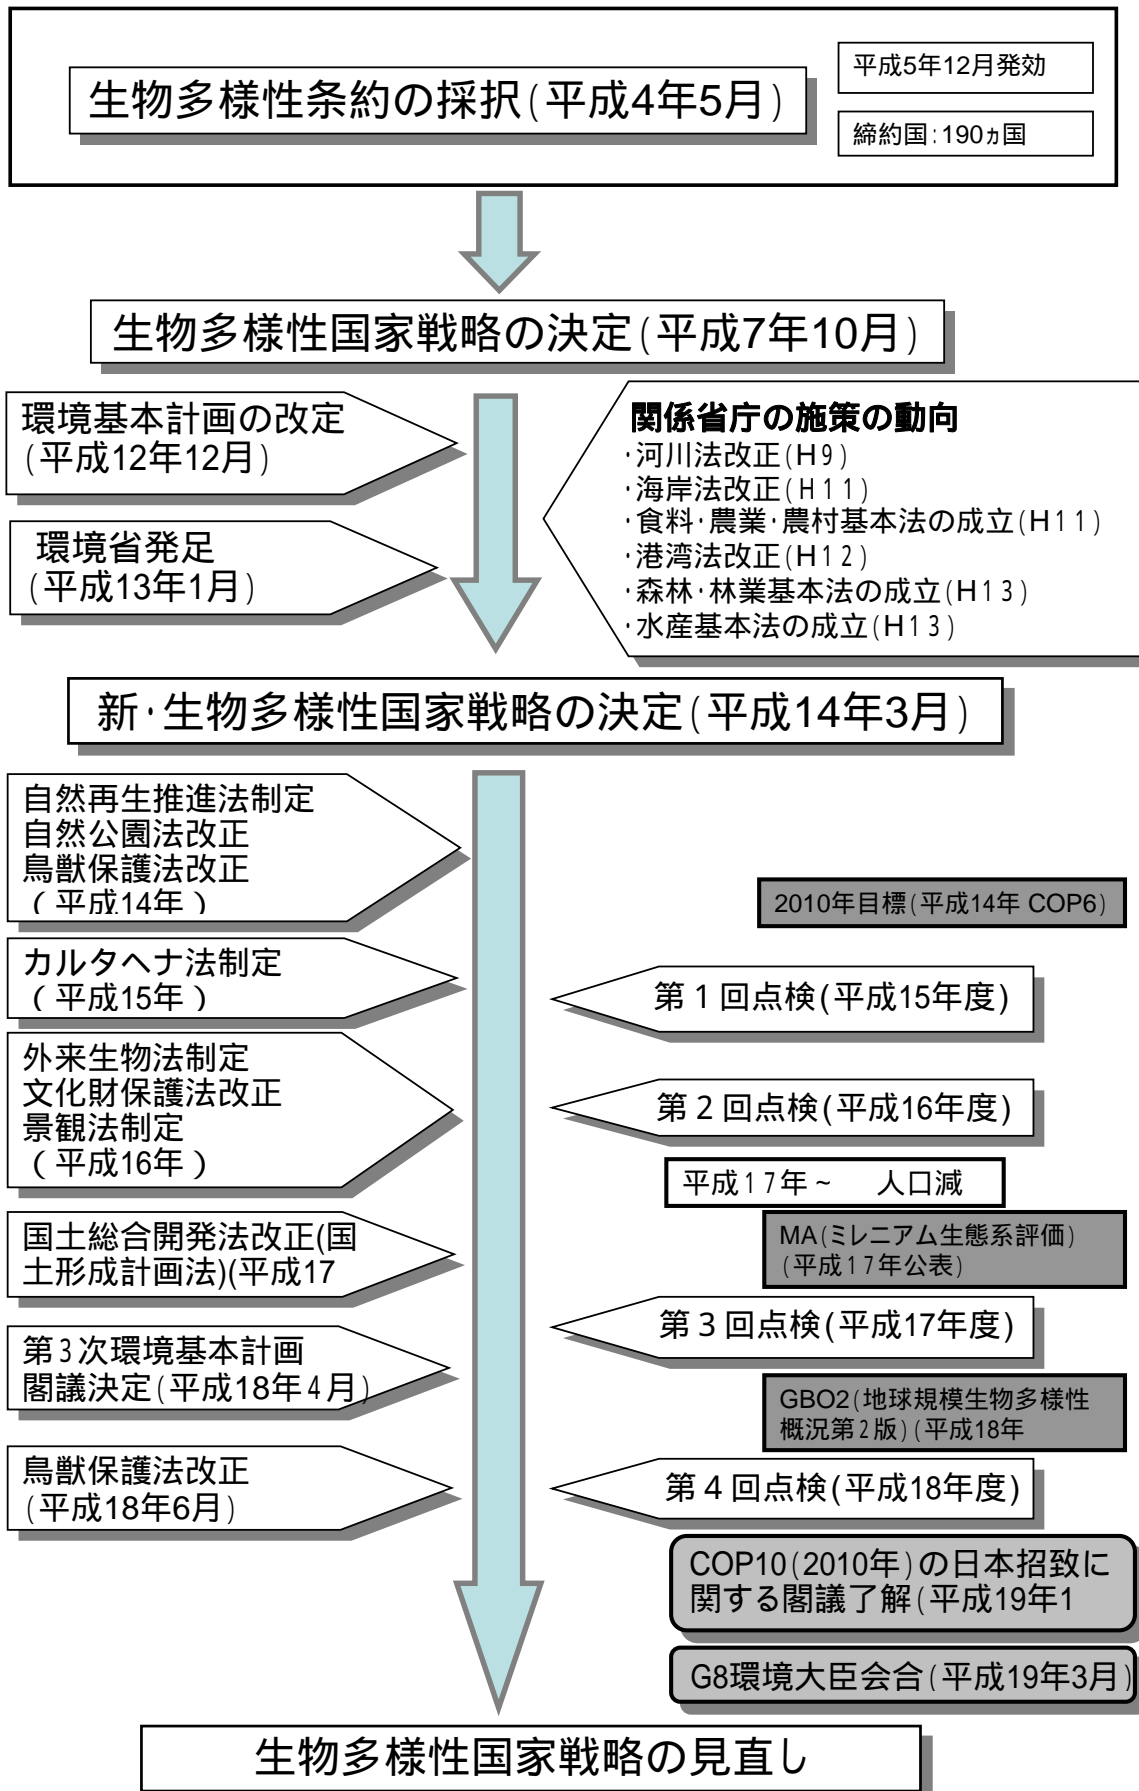 生物多様性条約の採択(平成4年5月)
平成5年12月発効
締約国:190ヵ国
生物多様性国家戦略の決定(平成7年10月)
環境基本計画の改定
(平成12年12月)
環境省発足
(平成13年1月)
関係省庁の施策の動向
・河川法改正(H9)
・海岸法改正(H11)
・食料・農業・農村基本法の成立(H11)
・港湾法改正(H12)
・森林・林業基本法の成立(H13)
・水産基本法の成立(H13)
新・生物多様性国家戦略の決定(平成14年3月)
自然再生推進法制定
自然公園法改正
鳥獣保護法改正
(平成14年)
2010年目標(平成14年 COP6)
カルタヘナ法制定
(平成15年)
第1回点検(平成15年度)
外来生物法制定
文化財保護法改正
景観法制定
(平成16年)
第2回点検(平成16年度)
平成17年~ 人口減
国土総合開発法改正(国
土形成計画法)(平成17
MA(ミレニアム生態系評価)
(平成17年公表)
第3回点検(平成17年度)
第3次環境基本計画
閣議決定(平成18年4月)
GBO2(地球規模生物多様性
概況第2版)(平成18年
鳥獣保護法改正
(平成18年6月)
第4回点検(平成18年度)
COP10(2010年)の日本招致に
関する閣議了解(平成19年1
G8環境大臣会合(平成19年3月)
生物多様性国家戦略の見直し